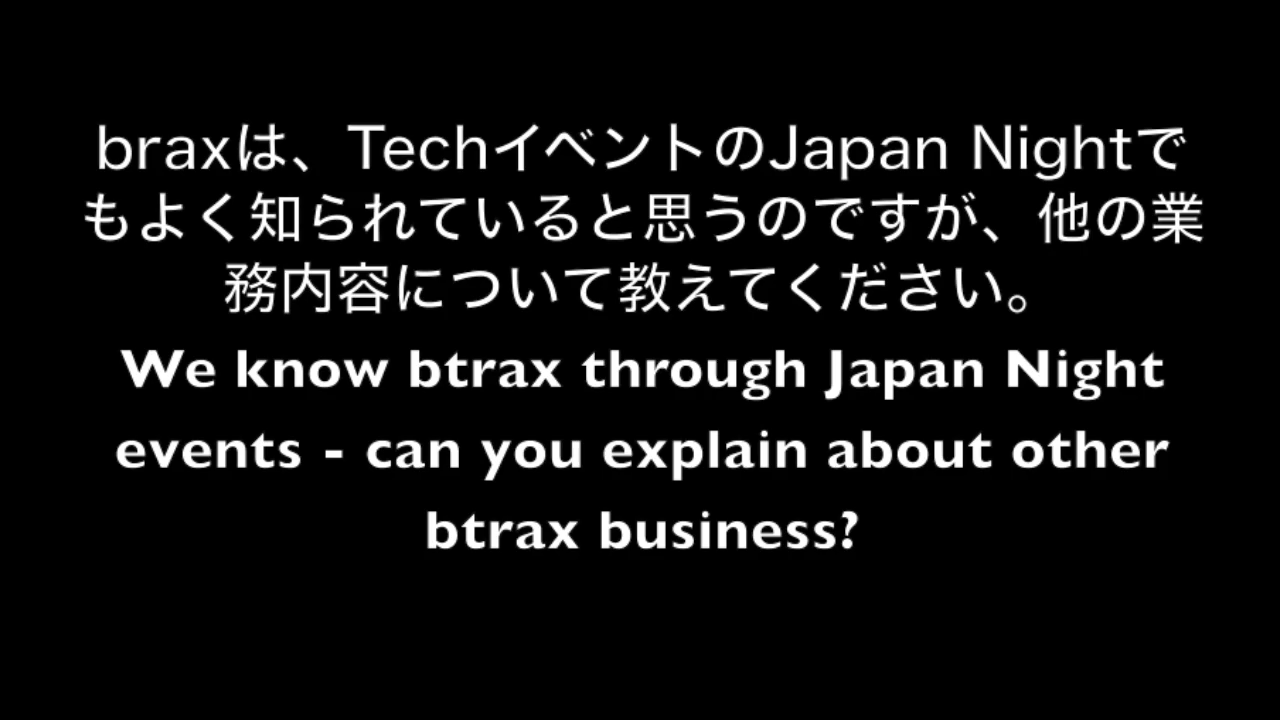 braxは、TechイベントのJapan Nightで
もよく知られていると思うのですが、他の業
務内容について教えてください。
We know btrax through Japan Night
events - can you explain about other
btrax business?